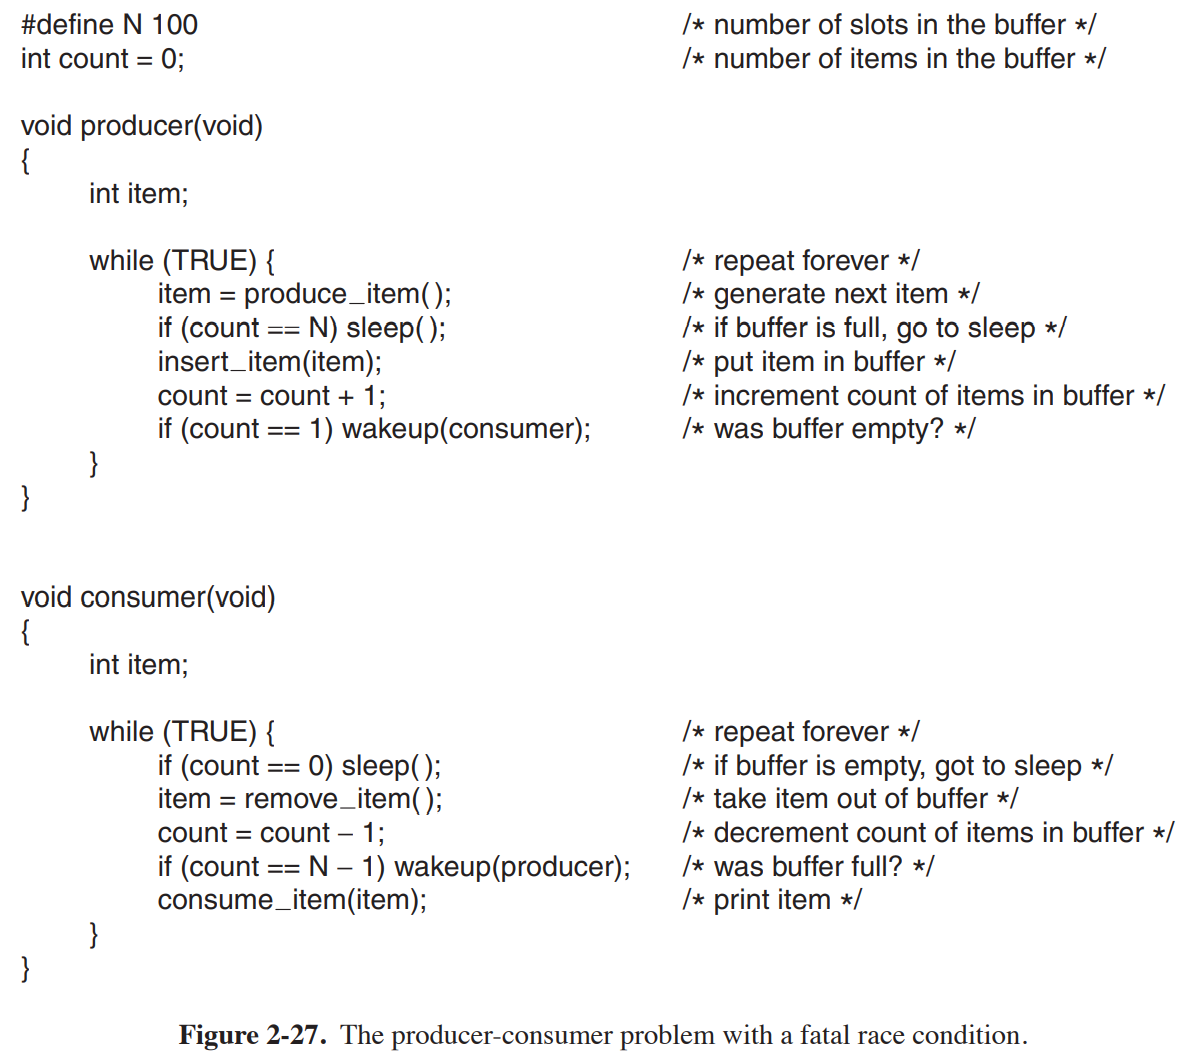 #define N 100 /* number of slots in the buffer */
int count = 0; /* number of items in the buffer */
void producer(void)
{
int item;
while (TRUE) { /* repeat forever */
item = produce_item( ); /* generate next item */
if (count == N) sleep( ); /* if buffer is full, go to sleep */
insert_item(item); /* put item in buffer */
count = count + 1; /* increment count of items in buffer */
if (count == 1) wakeup(consumer); /* was buffer empty? */
}
}
void consumer(void)
{
int item;
while (TRUE) { /* repeat forever */
if (count == 0) sleep( ); /* if buffer is empty, got to sleep */
item = remove_item( ); /* take item out of buffer */
count = count − 1; /* decrement count of items in buffer */
if (count == N − 1) wakeup(producer); /* was buffer full? */
consume_item(item); /* print item */
}
}
Figure 2-27. The producer-consumer problem with a fatal race condition.